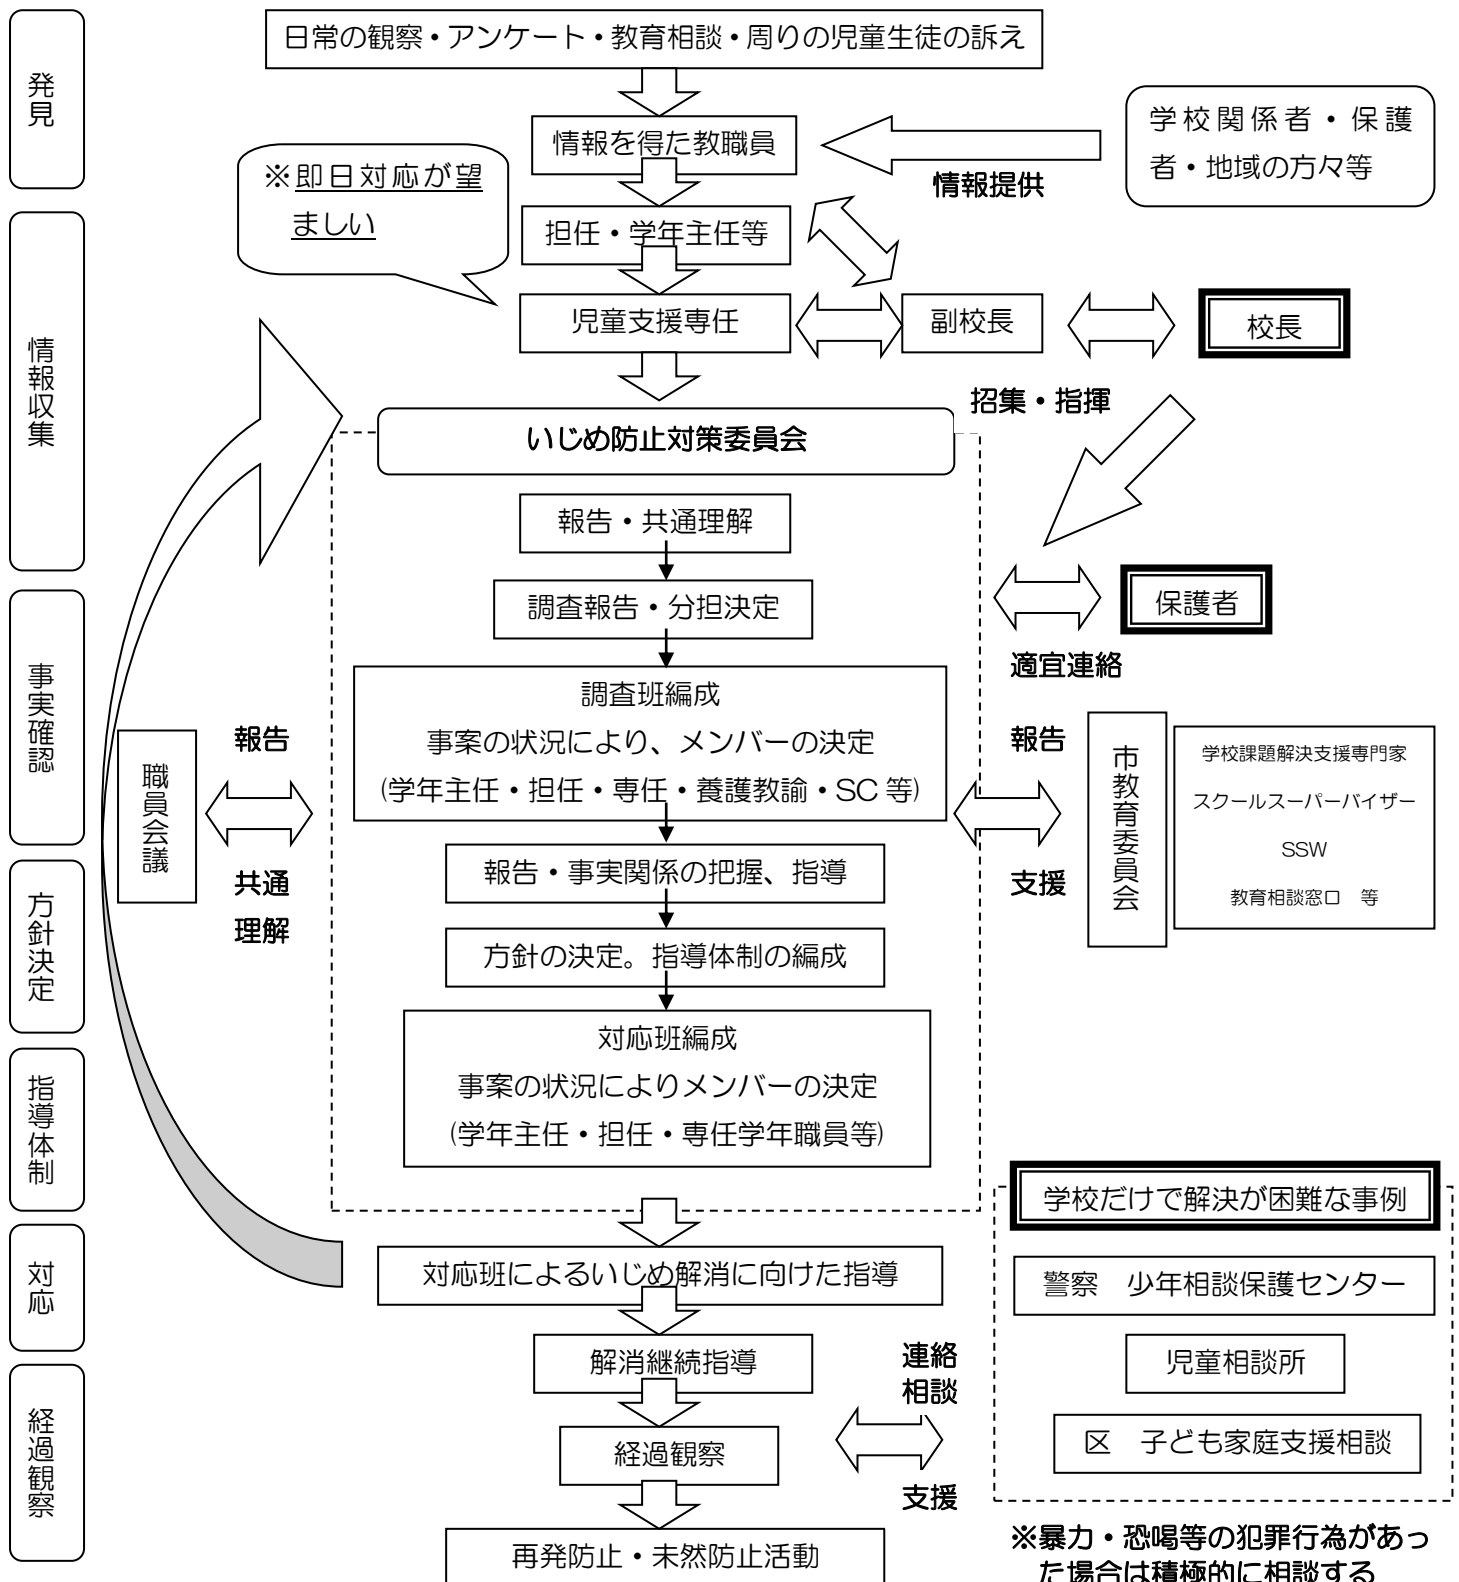 発見
情報収集
事実確認
方針決定
指導体制
対応
経過観察
日常の観察・アンケート・教育相談・周りの児童生徒の訴え
情報を得た教職員
学校関係者・保護
者・地域の方々等
情報提供
※即日対応が望
ましい
担任・学年主任等
児童支援専任
副校長
校長
招集・指揮
いじめ防止対策委員会
報告・共通理解
調査報告・分担決定
保護者
適宜連絡
調査班編成
事案の状況により、メンバーの決定
(学年主任・担任・専任・養護教諭・SC 等)
職員会議
報告
共通
理解
報告
支援
市教育委員会
学校課題解決支援専門家
スクールスーパーバイザー
SSW
教育相談窓口　等
報告・事実関係の把握、指導
方針の決定。指導体制の編成
対応班編成
事案の状況によりメンバーの決定
(学年主任・担任・専任学年職員等)
対応班によるいじめ解消に向けた指導
解消継続指導
経過観察
再発防止・未然防止活動
連絡
相談
支援
学校だけで解決が困難な事例
警察　少年相談保護センター
児童相談所
区　子ども家庭支援相談
※暴力・恐喝等の犯罪行為があっ
た場合は積極的に相談する